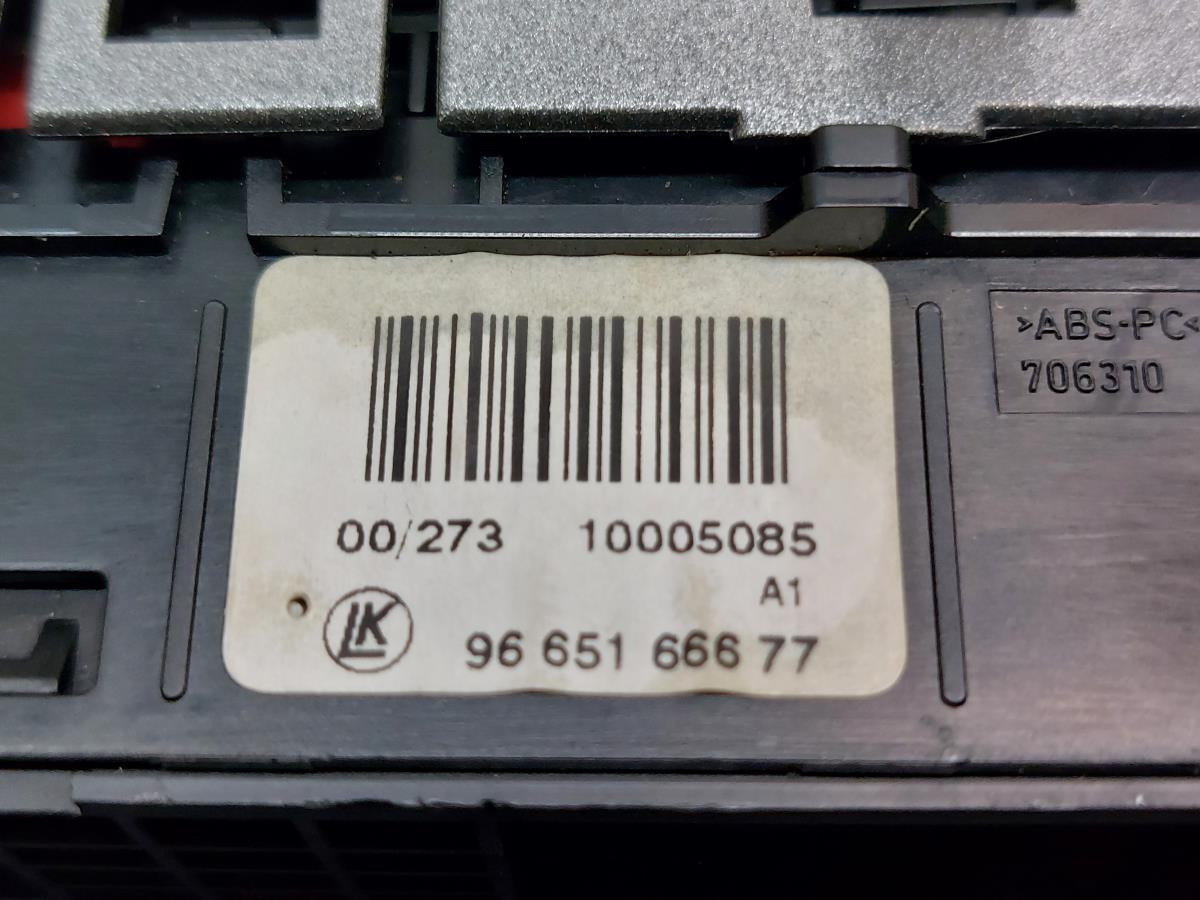 >ABS-PC<
706310
00/273 10005085
A1
LK
96 651 666 77